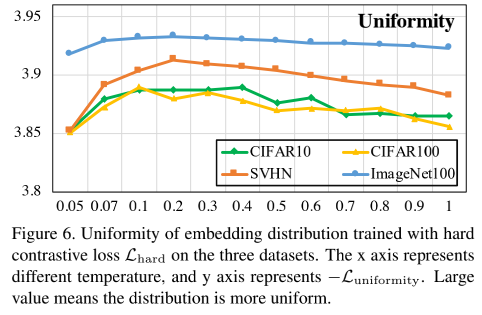 Uniformity
3.95
3.9
3.85
3.8
CIFAR10 CIFAR100
SVHN ImageNet100
0.05 0.07 0.1 0.2 0.3 0.4 0.5 0.6 0.7 0.8 0.9 1
Figure 6. Uniformity of embedding distribution trained with hard
contrastive loss ℒhard on the three datasets. The x axis represents
different temperature, and y axis represents −ℒuniformity. Large
value means the distribution is more uniform.